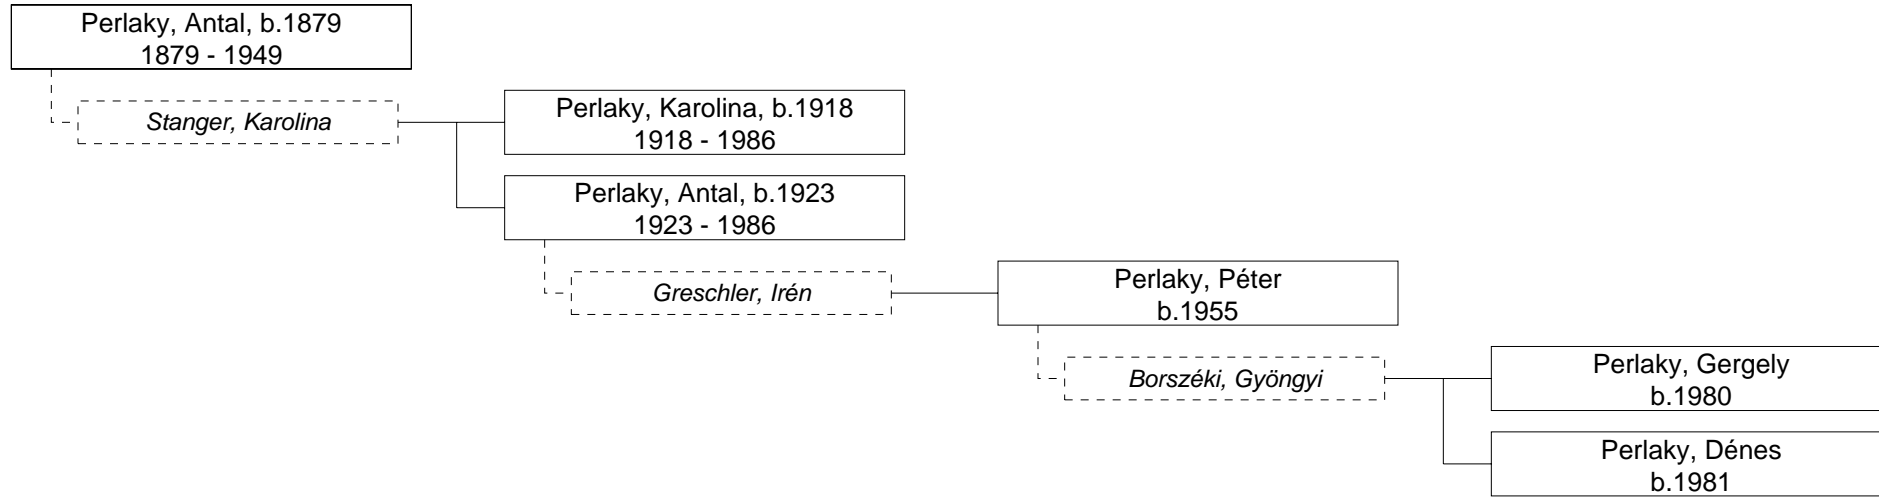 Perlaky, Antal, b.1879
1879 - 1949
Stanger, Karolina
Perlaky, Karolina, b.1918
1918 - 1986
Perlaky, Antal, b.1923
1923 - 1986
Greschler, Irén
Perlaky, Péter
b.1955
Borszéki, Gyöngyi
Perlaky, Gergely
b.1980
Perlaky, Dénes
b.1981